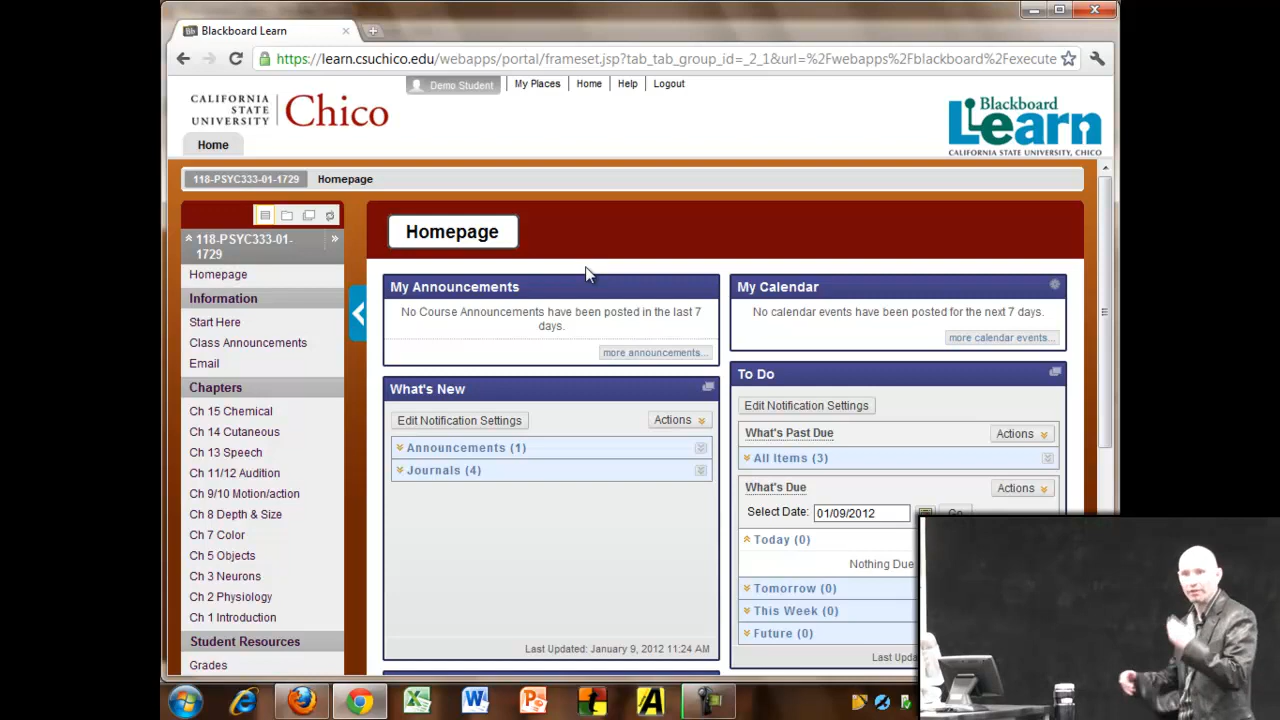 Blackboard Learn
https://learn.csuchico.edu/webapps/portal/frameset.jsp?tab_tab_group_id=_2_1&url=%2Fwebapps%2Fblackboard%2Fexecute
Demo Student
My Places
Home
Help
Logout
CALIFORNIA
STATE
UNIVERSITY
Chico
Blackboard
Learn
CALIFORNIA STATE UNIVERSITY, CHICO
Home
118-PSYC333-01-1729
Homepage
118-PSYC333-01-
1729
Homepage
Information
Start Here
Class Announcements
Email
Chapters
Ch 15 Chemical
Ch 14 Cutaneous
Ch 13 Speech
Ch 11/12 Audition
Ch 9/10 Motion/action
Ch 8 Depth & Size
Ch 7 Color
Ch 5 Objects
Ch 3 Neurons
Ch 2 Physiology
Ch 1 Introduction
Student Resources
Grades
Homepage
My Announcements
No Course Announcements have been posted in the last 7
days.
more announcements...
What's New
Edit Notification Settings
Actions
Announcements (1)
Journals (4)
Last Updated: January 9, 2012 11:24 AM
My Calendar
No calendar events have been posted for the next 7 days.
more calendar events...
To Do
Edit Notification Settings
What's Past Due
Actions
All Items (3)
What's Due
Actions
Select Date: 01/09/2012
Go
Today (0)
Nothing Due
Tomorrow (0)
This Week (0)
Future (0)
Last Upda